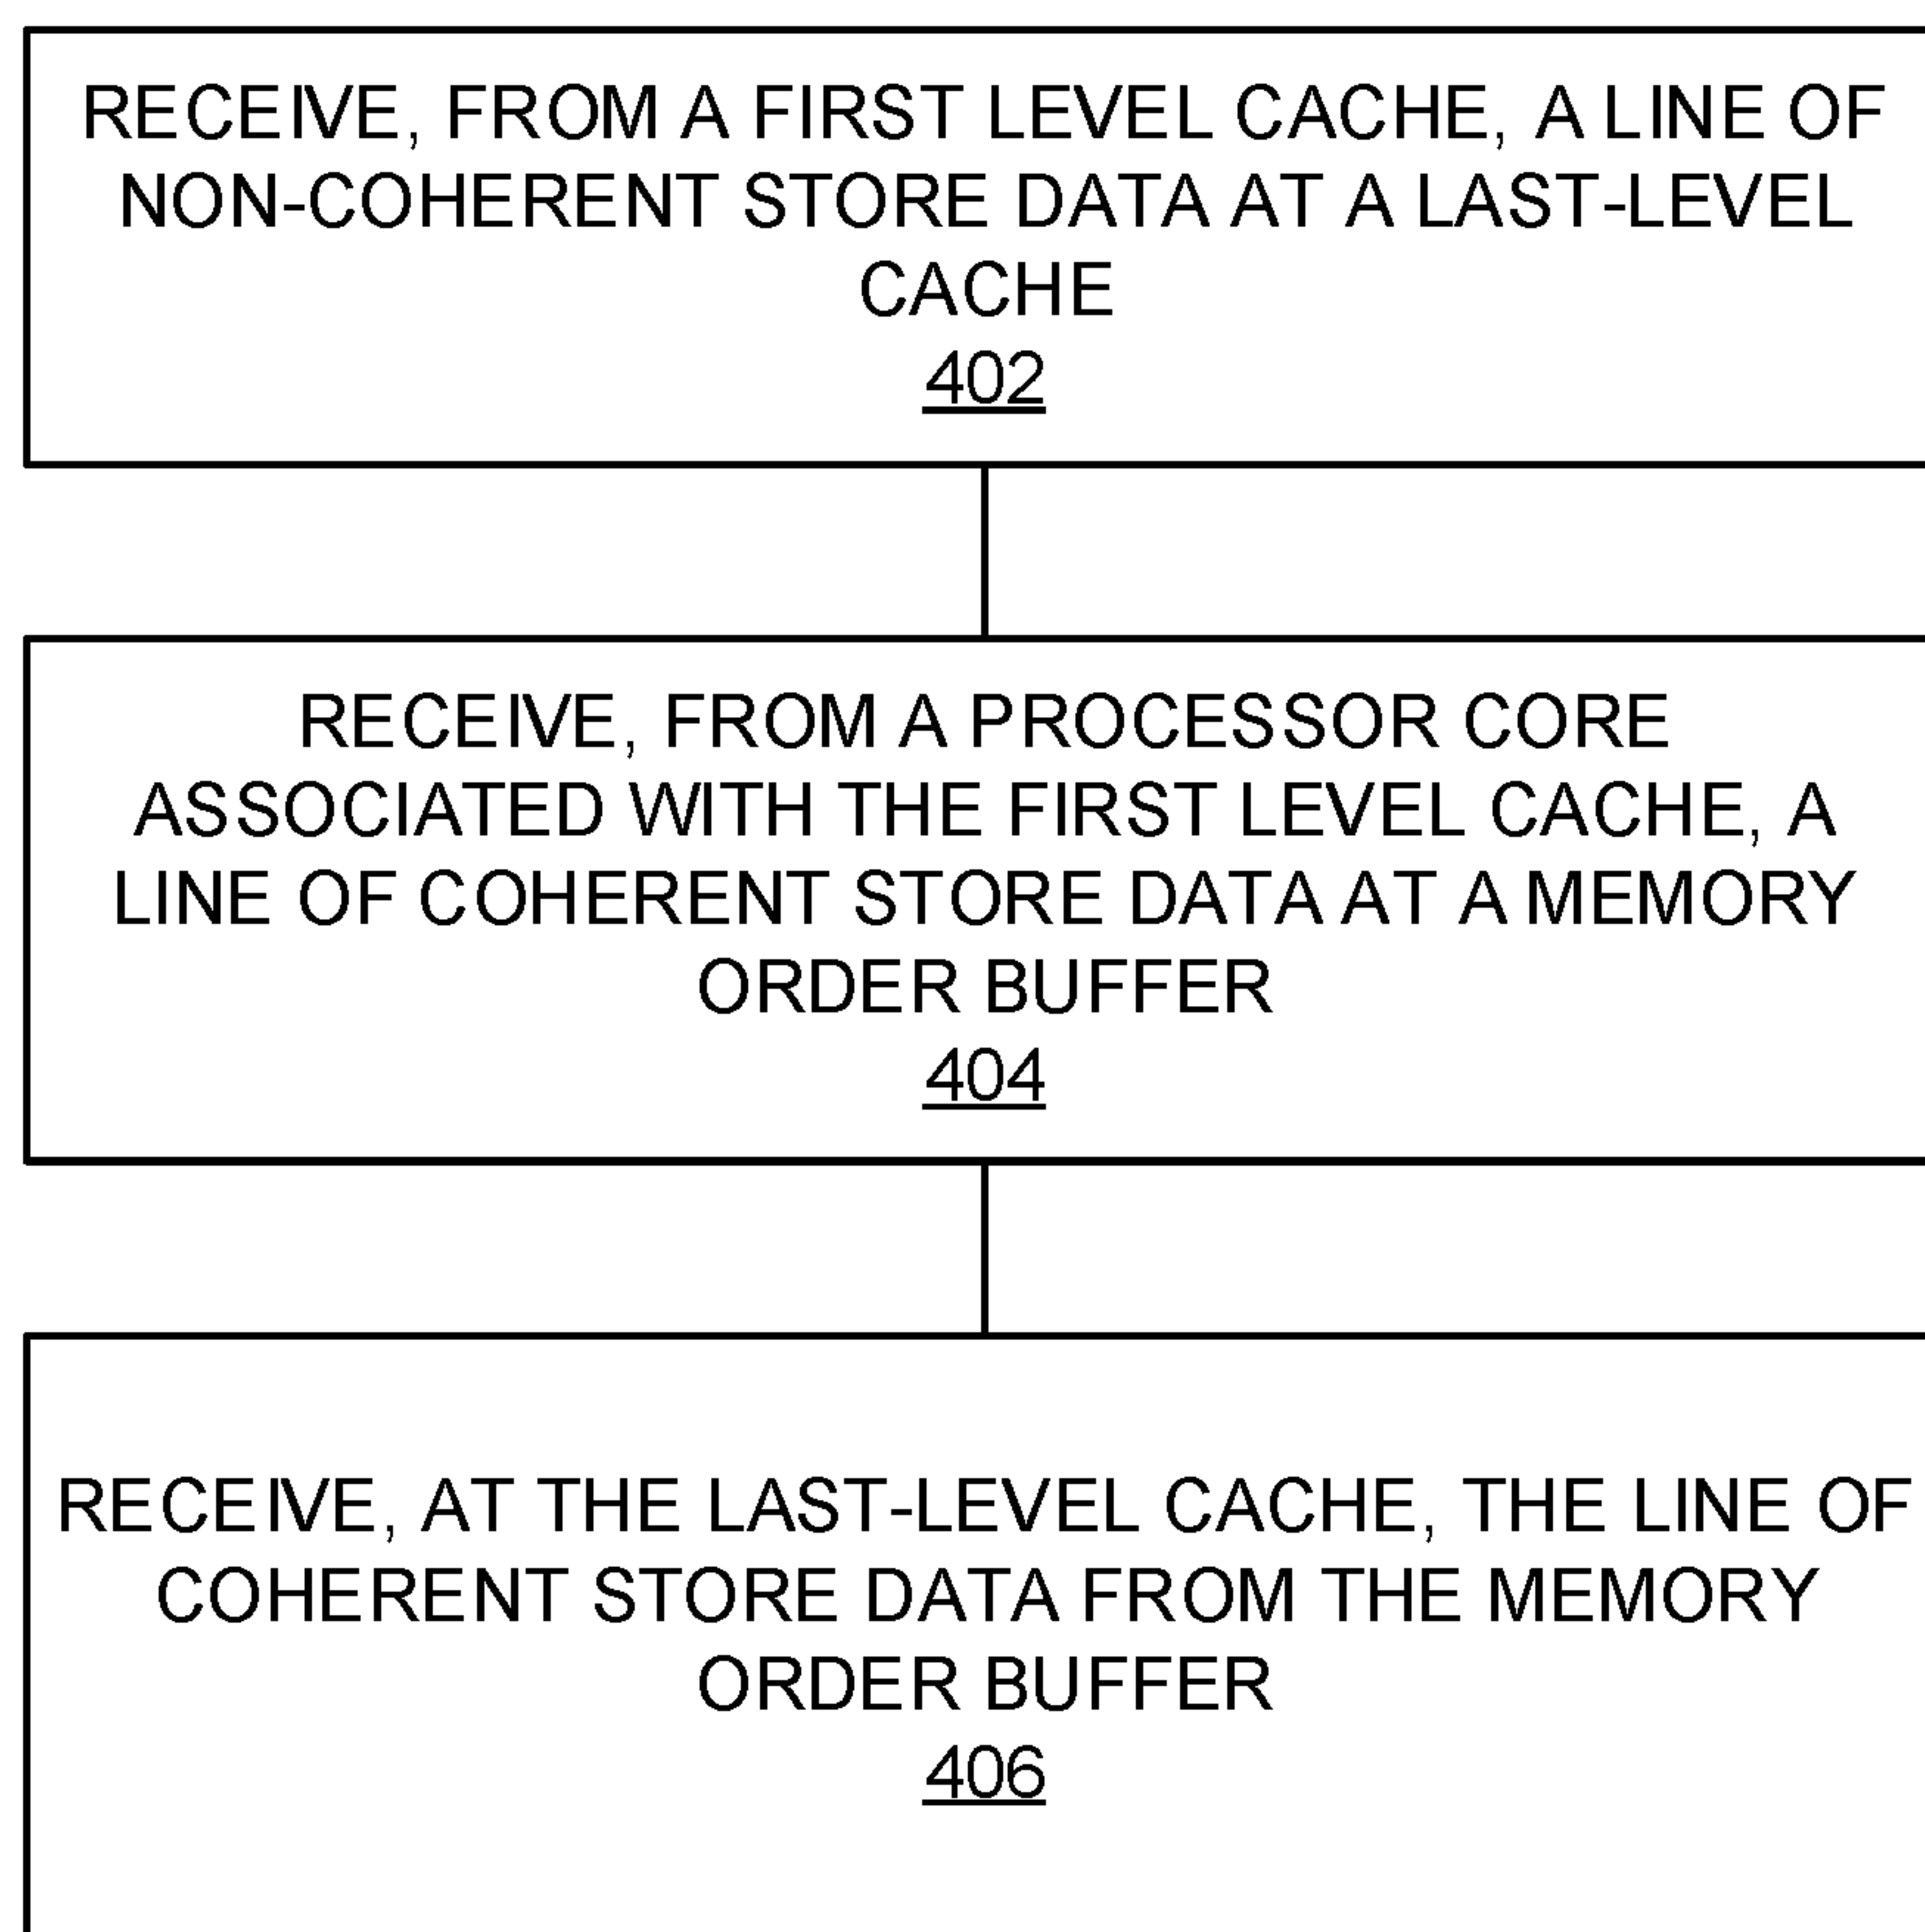 RECEIVE, FROM A FIRST LEVEL CACHE, A LINE OF
NON-COHERENT STORE DATA AT A LAST-LEVEL
CACHE
402
RECEIVE, FROM A PROCESSOR CORE
ASSOCIATED WITH THE FIRST LEVEL CACHE, A
LINE OF COHERENT STORE DATA AT A MEMORY
ORDER BUFFER
404
RECEIVE, AT THE LAST-LEVEL CACHE, THE LINE OF
COHERENT STORE DATA FROM THE MEMORY
ORDER BUFFER
406